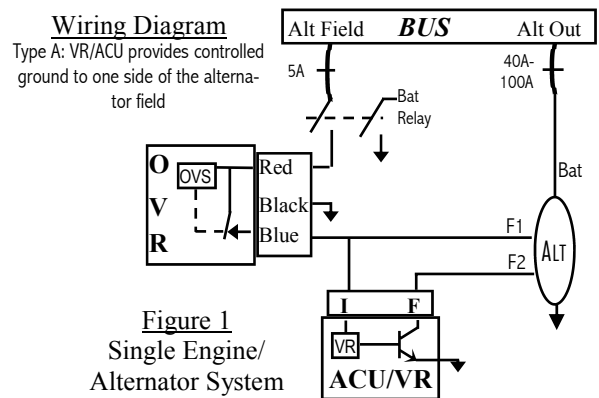 Wiring Diagram
Type A: VR/ACU provides controlled
ground to one side of the alterna-
tor field
Alt Field BUS Alt Out
5A
40A-
100A
Bat
Relay
Bat
O
V
R
OVS
Red
Black
Blue
F1
F2
ALT
I F
VR
ACU/VR
Figure 1
Single Engine/
Alternator System